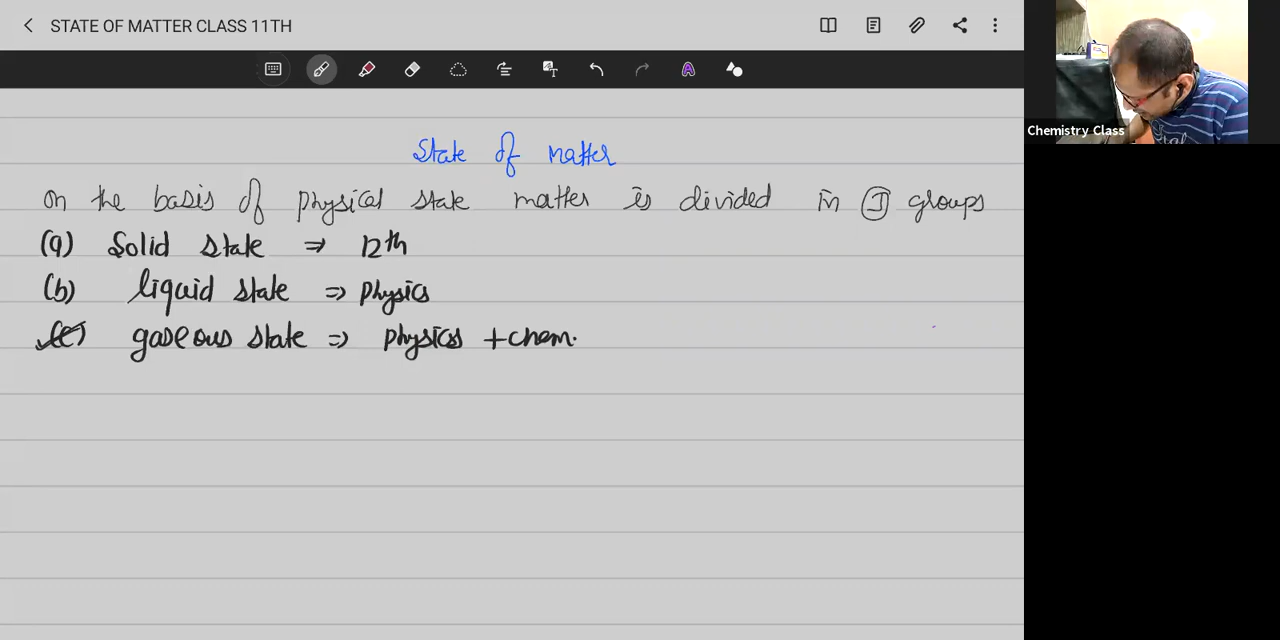 STATE OF MATTER CLASS 11TH
Chemistry Class
State of matter
on the basis of physical state matter is divided in ③ groups
(a) Solid state ⇒ 12th
(b) liquid state ⇒ physics
(c) gaseous state ⇒ physics + chem.